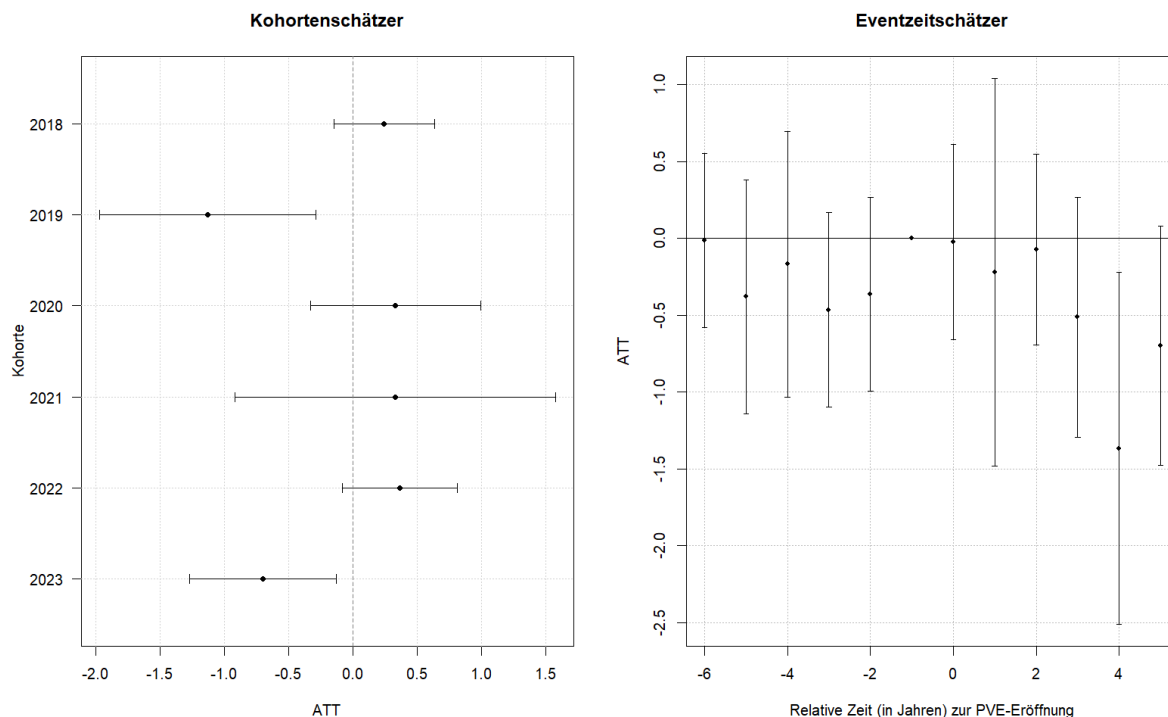 Kohortenschätzer
Kohorte
2018
2019
2020
2021
2022
2023
-2.0 -1.5 -1.0 -0.5 0.0 0.5 1.0 1.5
ATT
Eventzeitschätzer
ATT
1.0
0.5
0.0
-0.5
-1.0
-1.5
-2.0
-2.5
-6 -4 -2 0 2 4
Relative Zeit (in Jahren) zur PVE-Eröffnung